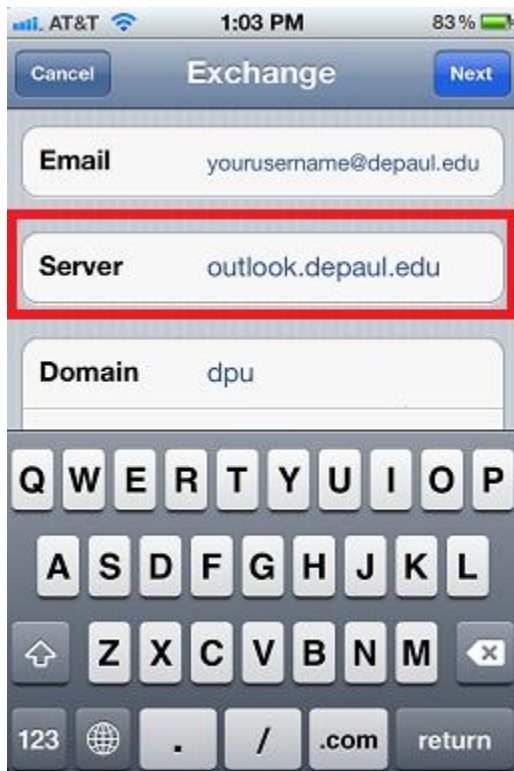 AT&T 1:03 PM 83%
Cancel Exchange Next
Email yourusername@depaul.edu
Server outlook.depaul.edu
Domain dpu
Q W E R T Y U I O P
A S D F G H J K L
Z X C V B N M
123 . / .com return